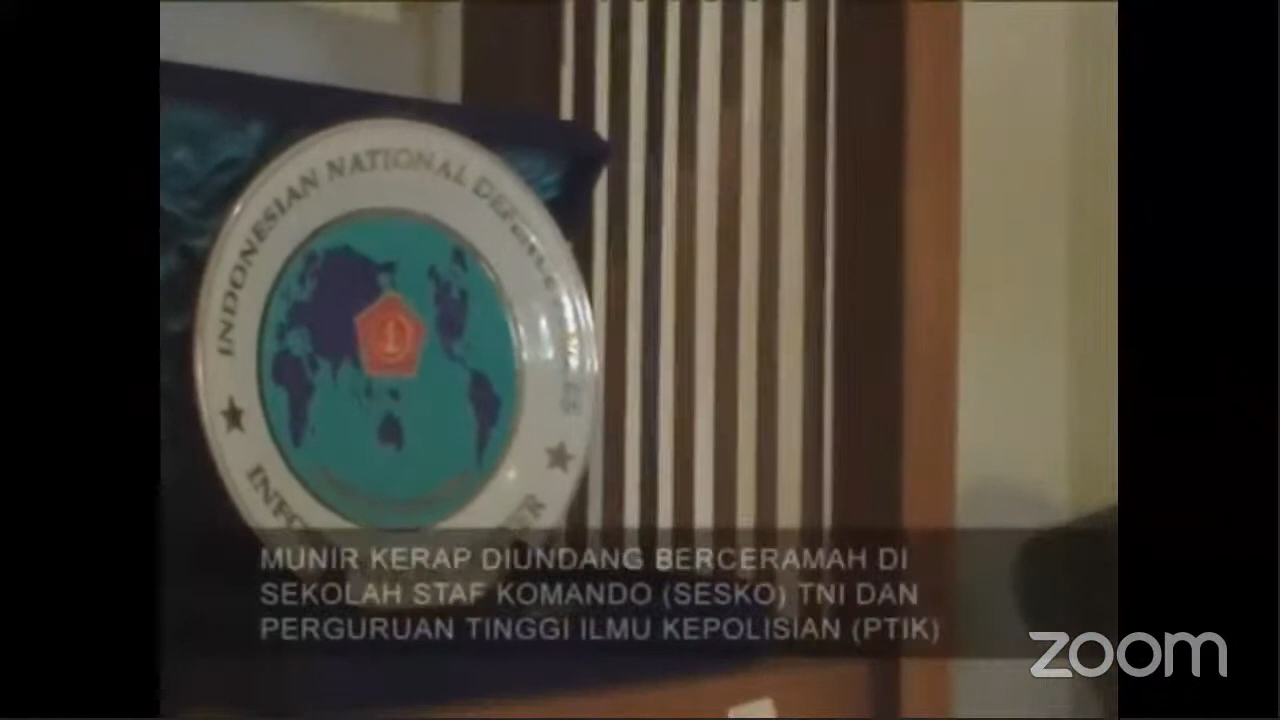 INDONESIAN NATIONAL DEFENCE
MUNIR KERAP DIUNDANG BERCERAMAH DI
SEKOLAH STAF KOMANDO (SESKO) TNI DAN
PERGURUAN TINGGI ILMU KEPOLISIAN (PTIK)
zoom